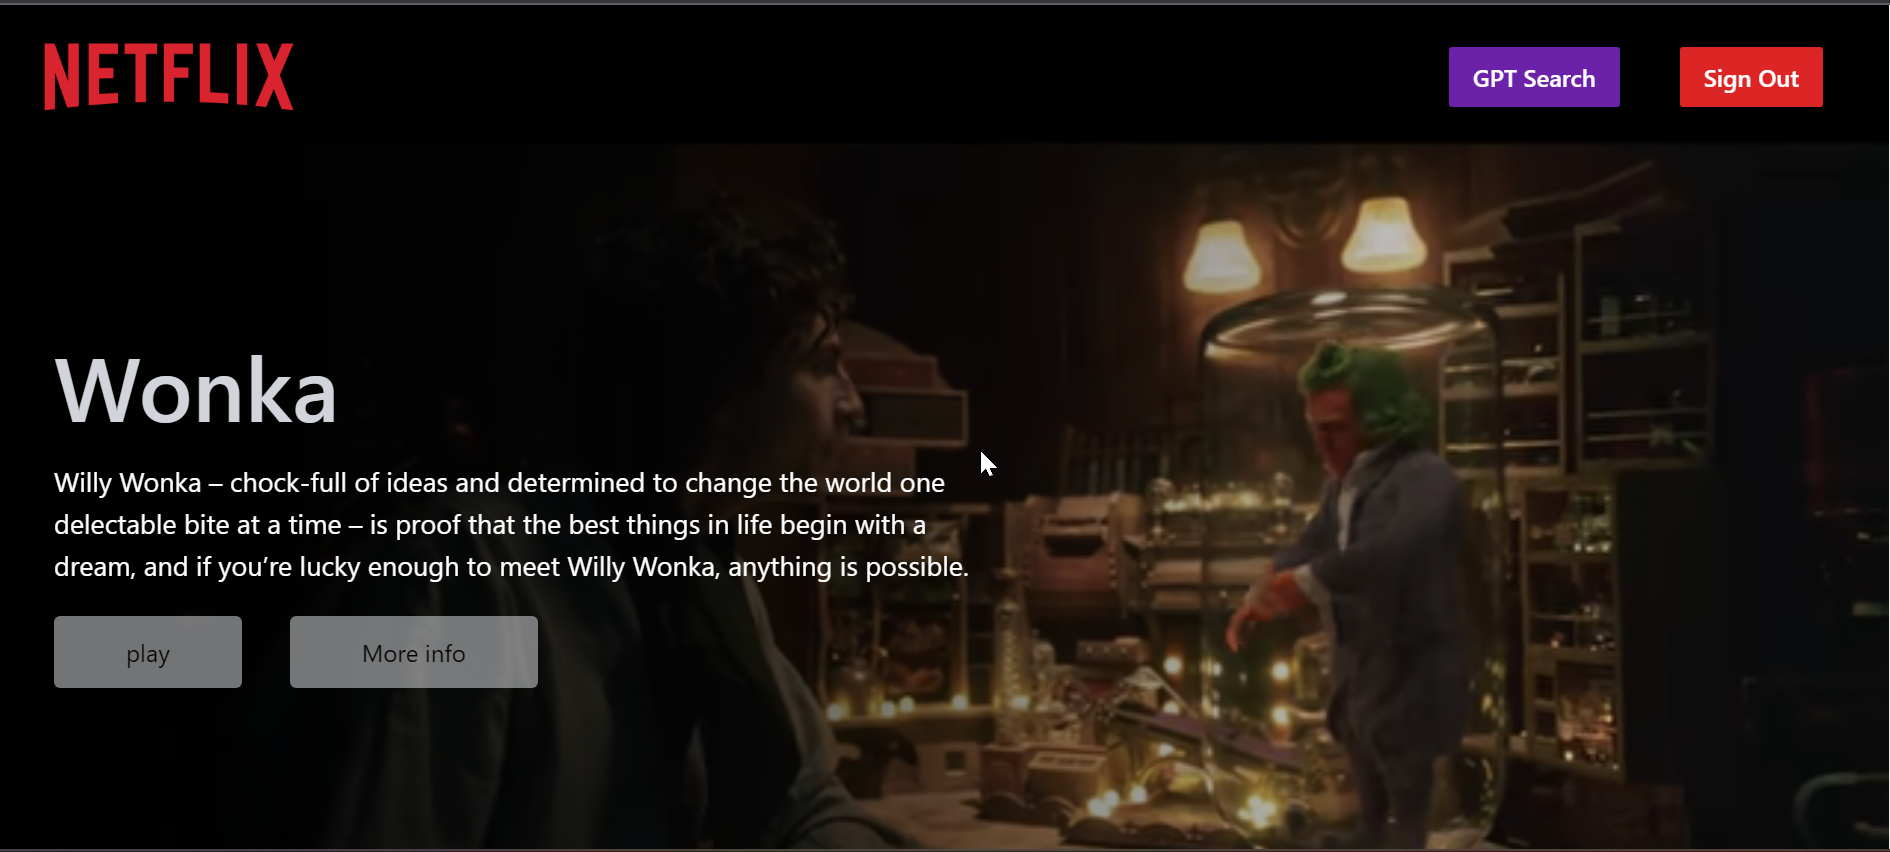 NETFLIX
GPT Search
Sign Out
Wonka
Willy Wonka – chock-full of ideas and determined to change the world one
delectable bite at a time – is proof that the best things in life begin with a
dream, and if you’re lucky enough to meet Willy Wonka, anything is possible.
play
More info